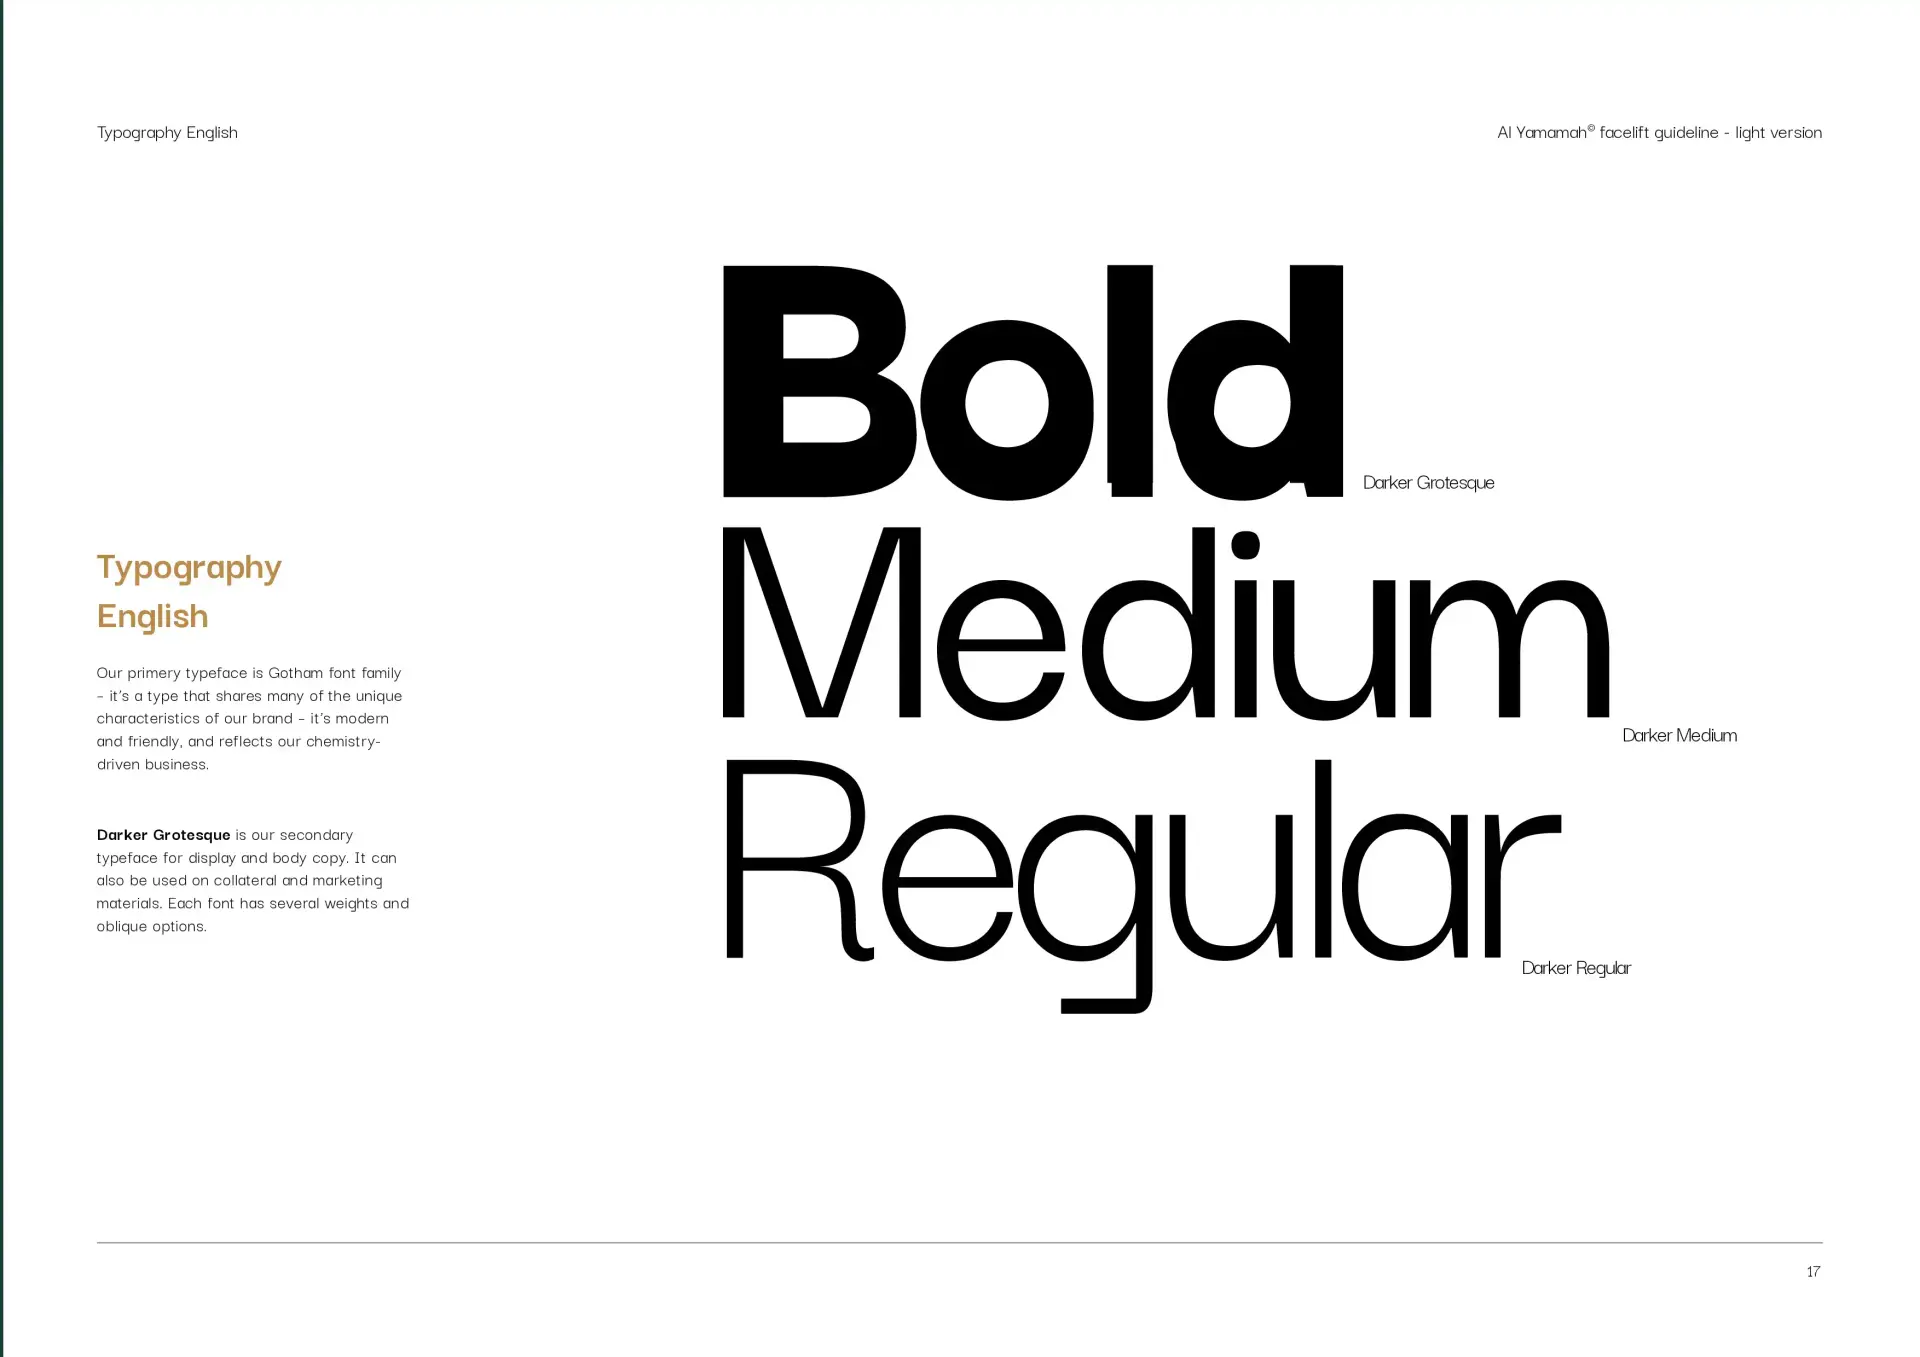 Typography English
Al Yamamah© facelift guideline - light version
Bold
Darker Grotesque
Medium
Darker Medium
Regular
Darker Regular
Typography
English
Our primery typeface is Gotham font family
– it's a type that shares many of the unique
characteristics of our brand – it's modern
and friendly, and reflects our chemistry-
driven business.
Darker Grotesque is our secondary
typeface for display and body copy. It can
also be used on collateral and marketing
materials. Each font has several weights and
oblique options.
17